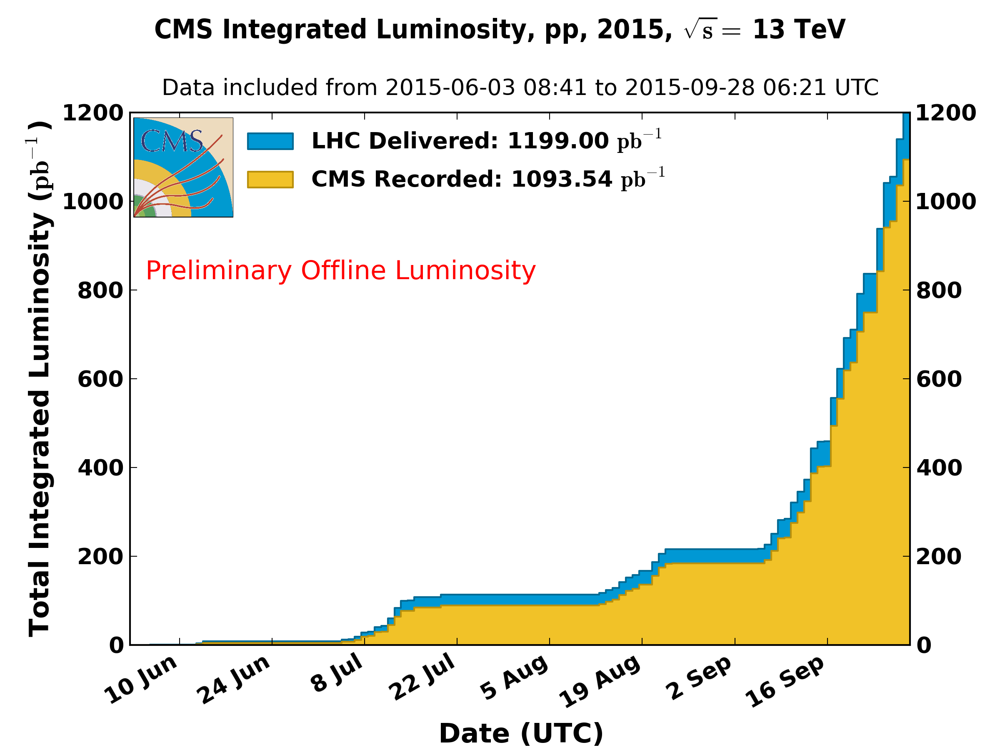 CMS Integrated Luminosity, pp, 2015, √s = 13 TeV
Data included from 2015-06-03 08:41 to 2015-09-28 06:21 UTC
CMS
LHC Delivered: 1199.00 pb⁻¹
CMS Recorded: 1093.54 pb⁻¹
Preliminary Offline Luminosity
Total Integrated Luminosity (pb⁻¹)
1200 1200
1000 1000
800 800
600 600
400 400
200 200
0 0
10 Jun 24 Jun 8 Jul 22 Jul 5 Aug 19 Aug 2 Sep 16 Sep
Date (UTC)